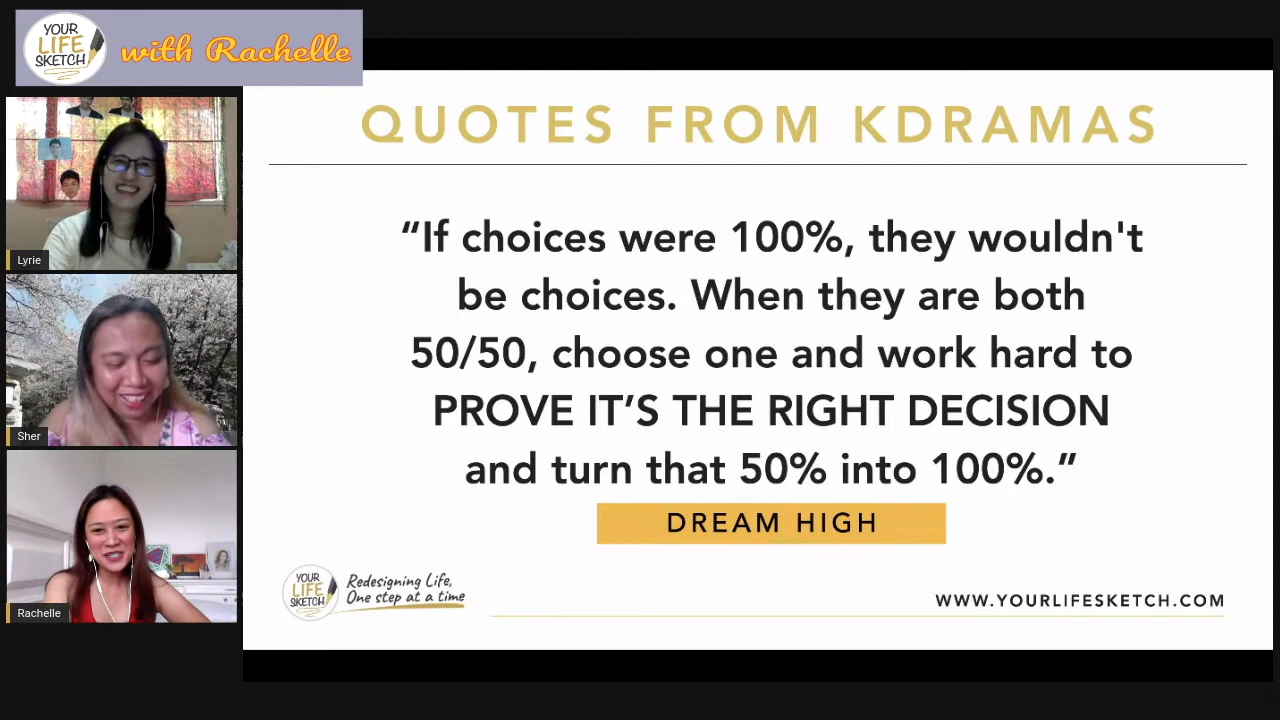 YOUR
LIFE
SKETCH
with Rachelle
Lyrie
Sher
Rachelle
QUOTES FROM KDRAMAS
“If choices were 100%, they wouldn't
be choices. When they are both
50/50, choose one and work hard to
PROVE IT’S THE RIGHT DECISION
and turn that 50% into 100%.”
DREAM HIGH
YOUR
LIFE
SKETCH
Redesigning Life,
One step at a time
WWW.YOURLIFESKETCH.COM